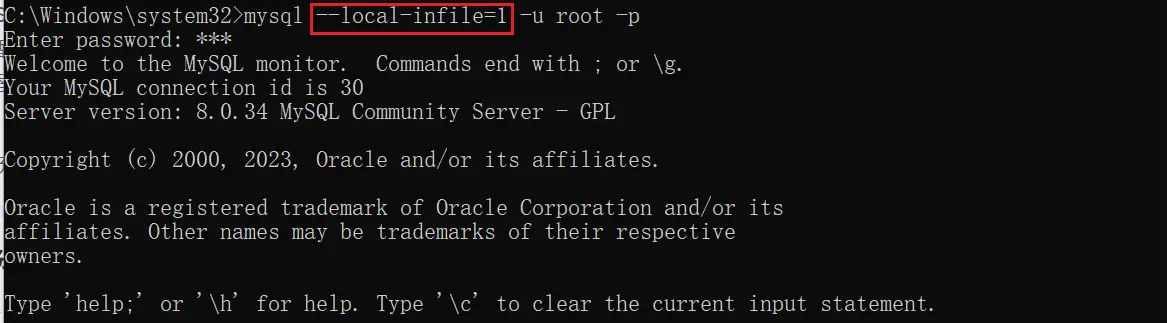 C:\Windows\system32>mysql --local-infile=1 -u root -p
Enter password: ***
Welcome to the MySQL monitor.  Commands end with ; or \g.
Your MySQL connection id is 30
Server version: 8.0.34 MySQL Community Server - GPL
Copyright (c) 2000, 2023, Oracle and/or its affiliates.
Oracle is a registered trademark of Oracle Corporation and/or its
affiliates. Other names may be trademarks of their respective
owners.
Type 'help;' or '\h' for help. Type '\c' to clear the current input statement.